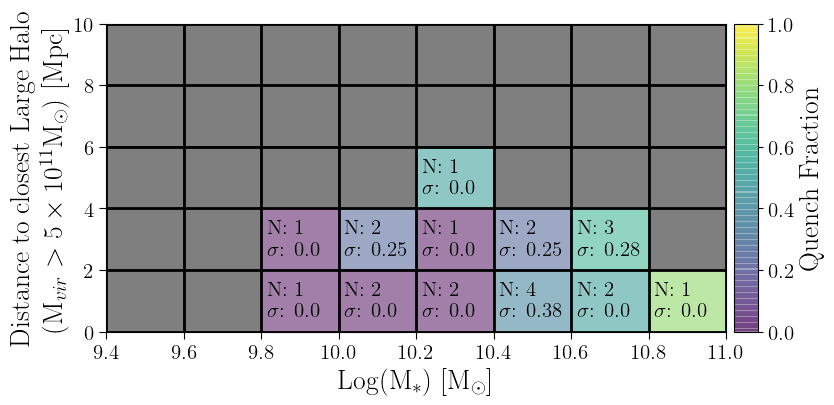 Distance to closest Large Halo
(M_{vir} > 5 × 10^{11}M_⊙) [Mpc]
10
8
6
4
2
0
N: 1
σ: 0.0
N: 1
σ: 0.0
N: 2
σ: 0.25
N: 1
σ: 0.0
N: 2
σ: 0.25
N: 3
σ: 0.28
N: 1
σ: 0.0
N: 2
σ: 0.0
N: 2
σ: 0.0
N: 4
σ: 0.38
N: 2
σ: 0.0
N: 1
σ: 0.0
9.4 9.6 9.8 10.0 10.2 10.4 10.6 10.8 11.0
Log(M_*) [M_⊙]
1.0
0.8
0.6
0.4
0.2
0.0
Quench Fraction